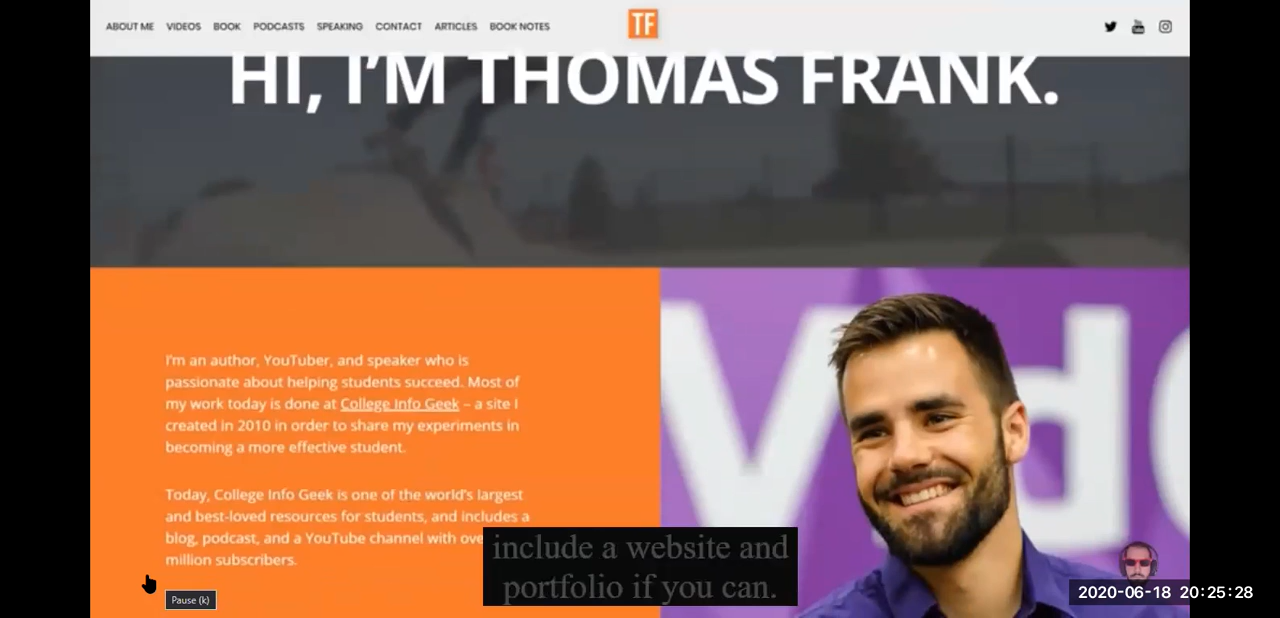 ABOUT ME VIDEOS BOOK PODCASTS SPEAKING CONTACT ARTICLES BOOK NOTES
TF
HI, I'M THOMAS FRANK.
I'm an author, YouTuber, and speaker who is
passionate about helping students succeed. Most of
my work today is done at College Info Geek – a site I
created in 2010 in order to share my experiments in
becoming a more effective student.
Today, College Info Geek is one of the world's largest
and best-loved resources for students, and includes a
blog, podcast, and a YouTube channel with ove
million subscribers.
include a website and
portfolio if you can.
Pause (k)
2020-06-18 20:25:28